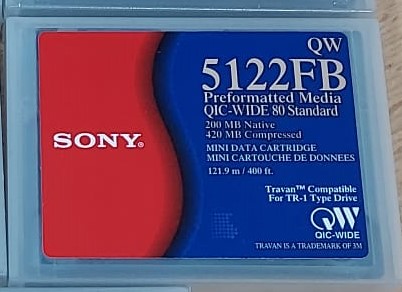 QW
5122FB
Preformatted Media
QIC-WIDE 80 Standard
200 MB Native
420 MB Compressed
SONY®
MINI DATA CARTRIDGE
MINI CARTOUCHE DE DONNEES
121.9 m / 400 ft.
Travan™ Compatible
For TR-1 Type Drive
QW
QIC-WIDE
TRAVAN IS A TRADEMARK OF 3M